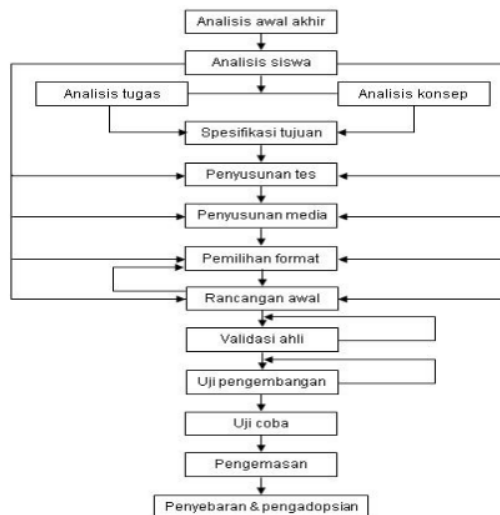 Analisis awal akhir
Analisis siswa
Analisis tugas
Analisis konsep
Spesifikasi tujuan
Penyusunan tes
Penyusunan media
Pemilihan format
Rancangan awal
Validasi ahli
Uji pengembangan
Uji coba
Pengemasan
Penyebaran & pengadopsian